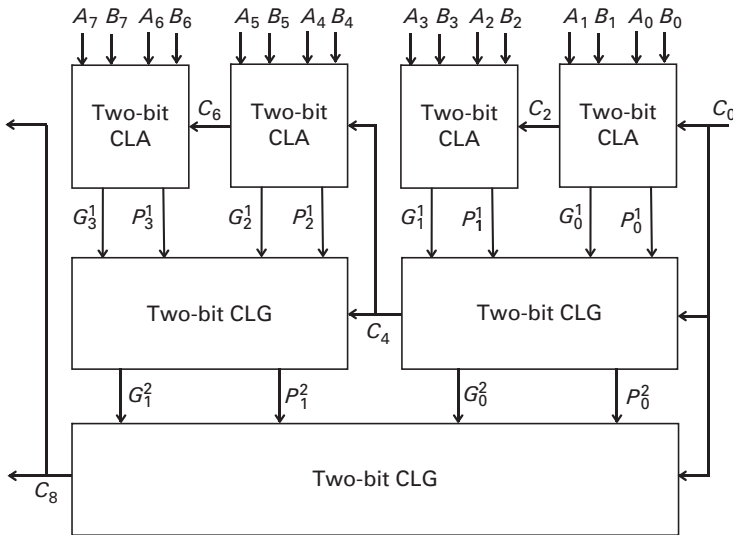 A₇ B₇ A₆ B₆ A₅ B₅ A₄ B₄ A₃ B₃ A₂ B₂ A₁ B₁ A₀ B₀
Two-bit CLA C₆ Two-bit CLA Two-bit CLA C₂ Two-bit CLA C₀
G₃¹ P₃¹ G₂¹ P₂¹ G₁¹ P₁¹ G₀¹ P₀¹
Two-bit CLG C₄ Two-bit CLG
G₁² P₁² G₀² P₀²
Two-bit CLG
C₈